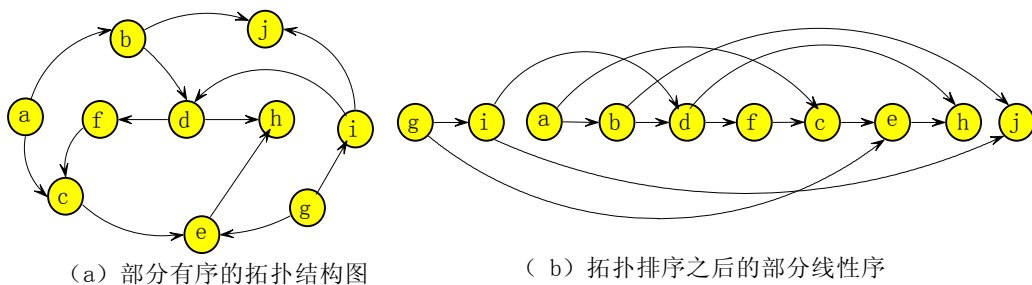 b j
a f d h i
c e g
g i a b d f c e h j
（a）部分有序的拓扑结构图
（ b）拓扑排序之后的部分线性序